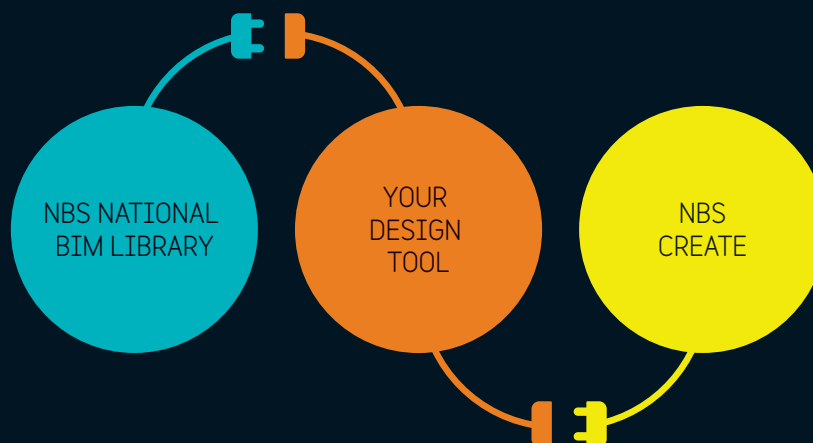 NBS NATIONAL
BIM LIBRARY
YOUR
DESIGN
TOOL
NBS
CREATE